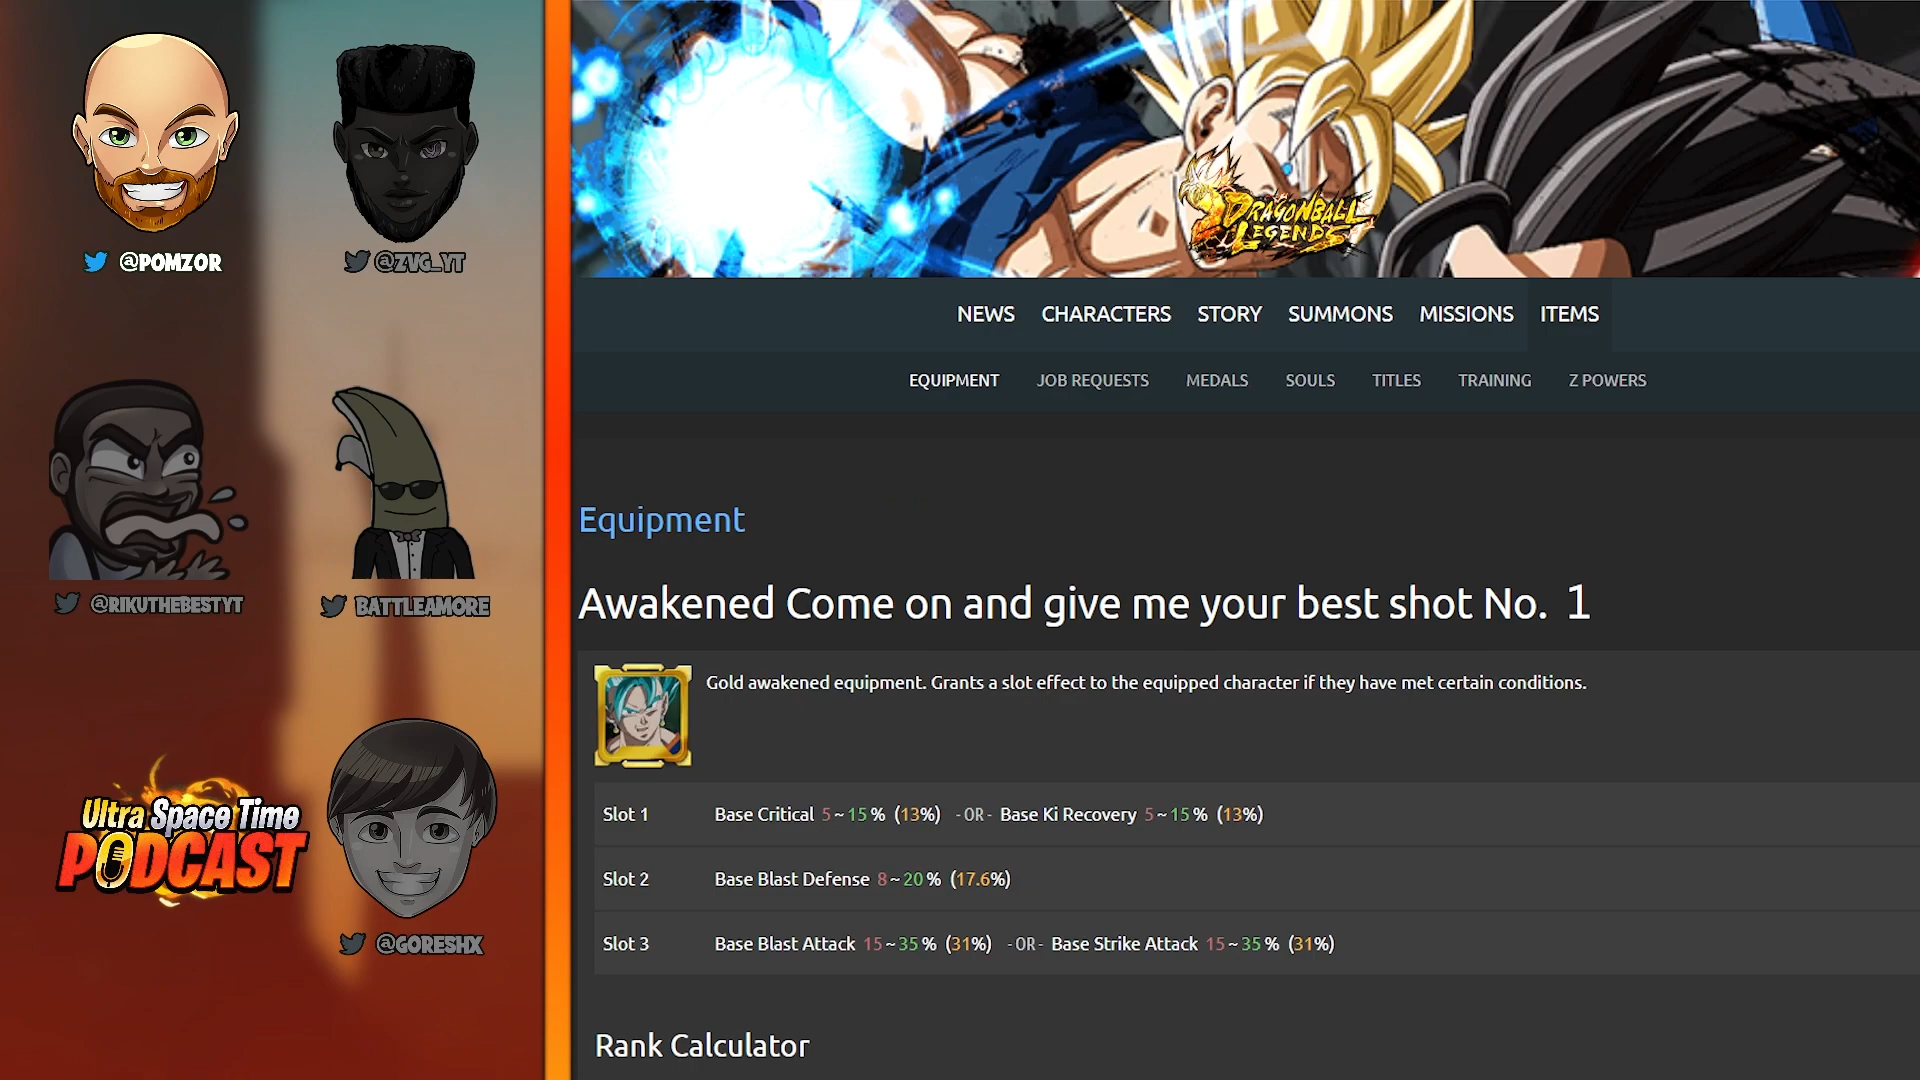 @POMZOR
@ZVG_YT
@RIKUTHEBESTYT
BATTLEAMORE
Ultra Space Time
PODCAST
@GORESHX
DRAGONBALL
LEGENDS
NEWS CHARACTERS STORY SUMMONS MISSIONS ITEMS
EQUIPMENT JOB REQUESTS MEDALS SOULS TITLES TRAINING Z POWERS
Equipment
Awakened Come on and give me your best shot No. 1
Gold awakened equipment. Grants a slot effect to the equipped character if they have met certain conditions.
Slot 1 Base Critical 5~15% (13%) -OR- Base Ki Recovery 5~15% (13%)
Slot 2 Base Blast Defense 8~20% (17.6%)
Slot 3 Base Blast Attack 15~35% (31%) -OR- Base Strike Attack 15~35% (31%)
Rank Calculator